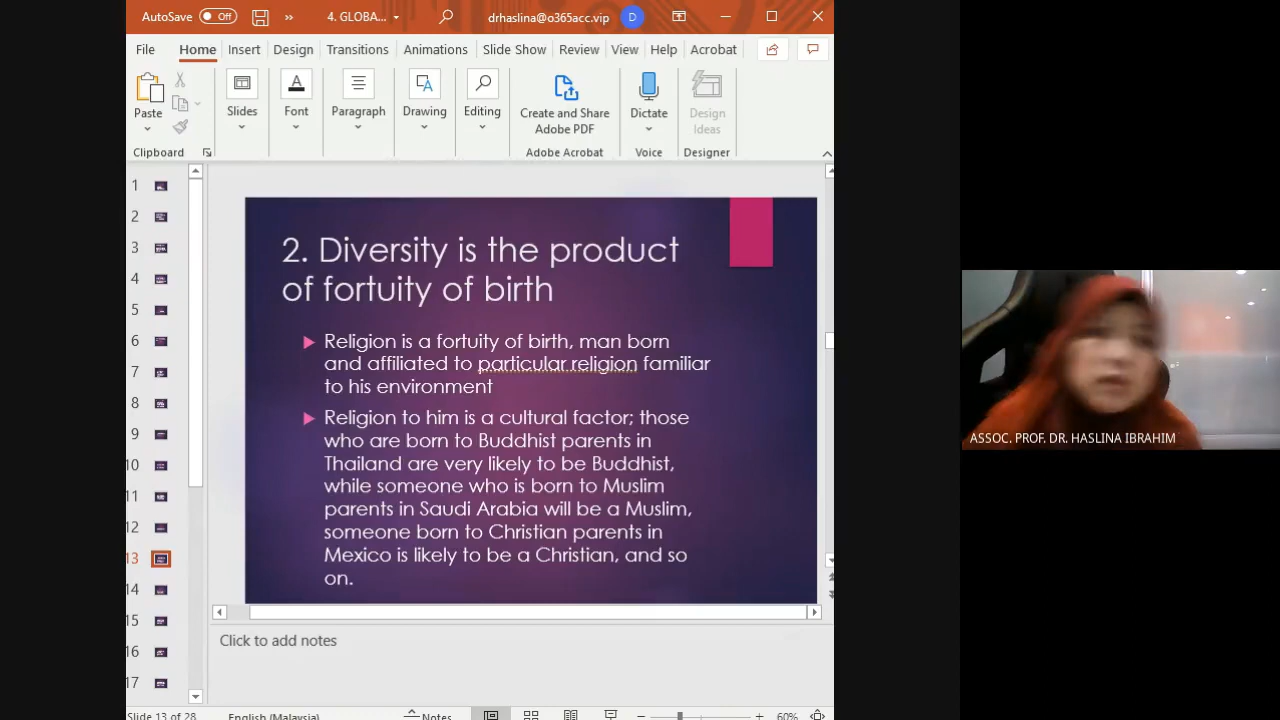 AutoSave Off 4. GLOBA... drhaslina@o365acc.vip D
File Home Insert Design Transitions Animations Slide Show Review View Help Acrobat
Paste Slides Font Paragraph Drawing Editing Create and Share Adobe PDF Dictate Design Ideas
Clipboard Adobe Acrobat Voice Designer
1
2
3
4
5
6
7
8
9
10
11
12
13
14
15
16
17
2. Diversity is the product
of fortuity of birth
Religion is a fortuity of birth, man born
and affiliated to particular religion familiar
to his environment
Religion to him is a cultural factor; those
who are born to Buddhist parents in
Thailand are very likely to be Buddhist,
while someone who is born to Muslim
parents in Saudi Arabia will be a Muslim,
someone born to Christian parents in
Mexico is likely to be a Christian, and so
on.
Click to add notes
Slide 13 of 28 English (Malaysia) Notes 60%
ASSOC. PROF. DR. HASLINA IBRAHIM